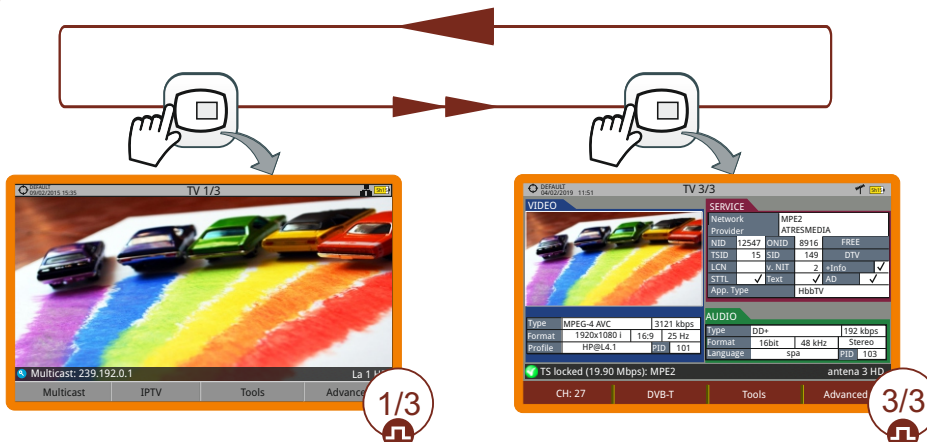 DEFAULT
09/02/2015 15:35
TV 1/3
Multicast: 239.192.0.1
La 1 H
Multicast IPTV Tools Advance
1/3
DEFAULT
04/02/2019 11:51
TV 3/3
VIDEO
Type MPEG-4 AVC 3121 kbps
Format 1920x1080 i 16:9 25 Hz
Profile HP@L4.1 PID 101
SERVICE
Network MPE2
Provider ATRESMEDIA
NID 12547 ONID 8916 FREE
TSID 15 SID 149 DTV
LCN v. NIT 2 +Info ✓
STTL ✓ Text ✓ AD ✓
App. Type HbbTV
AUDIO
Type DD+ 192 kbps
Format 16bit 48 kHz Stereo
Language spa PID 103
TS locked (19.90 Mbps): MPE2 antena 3 HD
CH: 27 DVB-T Tools Advanced
3/3